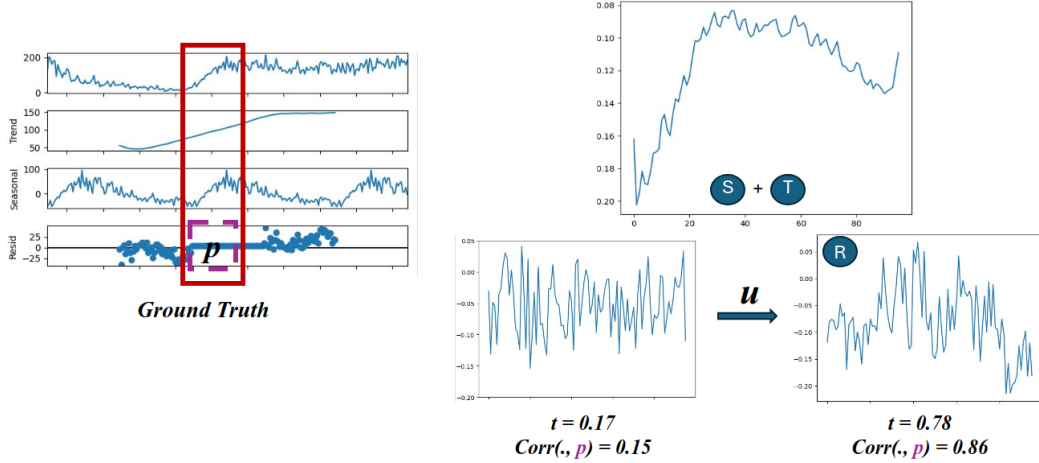 200
0
150
100
50
Trend
100
0
Seasonal
25
0
−25
Resid
p
Ground Truth
0.08
0.10
0.12
0.14
0.16
0.18
0.20
0 20 40 60 80
S + T
0.05
0.00
−0.05
−0.10
−0.15
−0.20
t = 0.17
Corr(., p) = 0.15
u
R
0.05
0.00
−0.05
−0.10
−0.15
−0.20
t = 0.78
Corr(., p) = 0.86